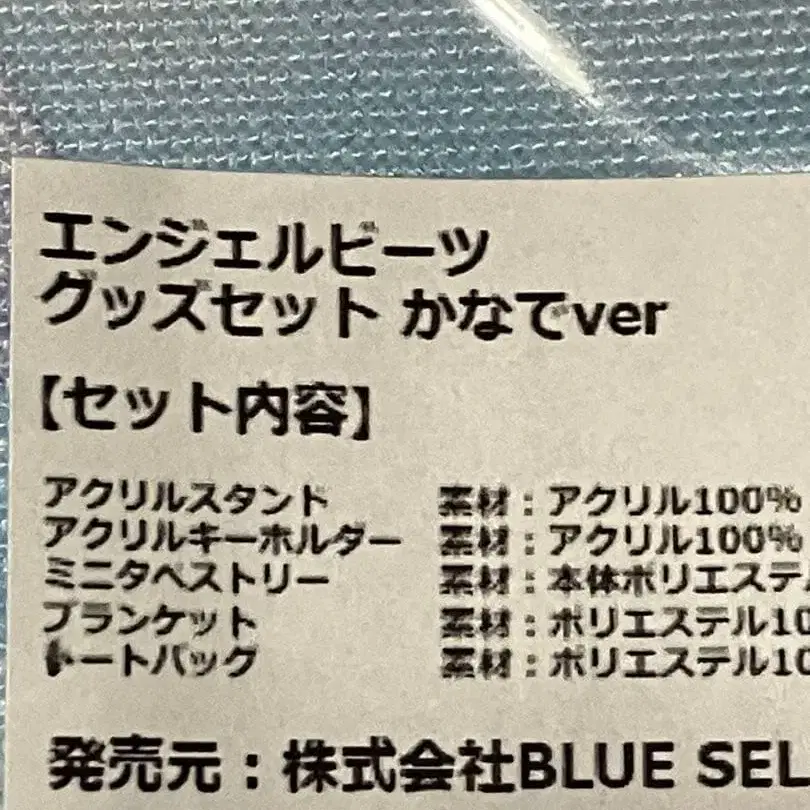 エンジェルビーツ
グッズセット かなでver
【セット内容】
アクリルスタンド 素材：アクリル100%
アクリルキーホルダー 素材：アクリル100%
ミニタペストリー 素材：本体ポリエステル
ブランケット 素材：ポリエステル10
トートバッグ 素材：ポリエステル10
発売元：株式会社BLUE SEL